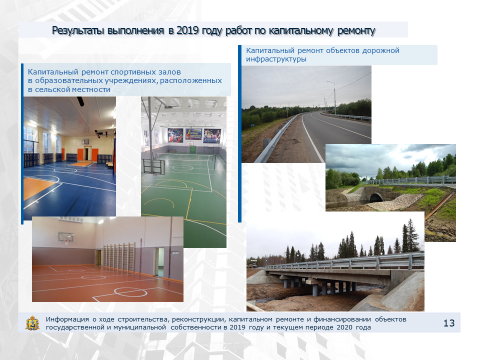 Результаты выполнения в 2019 году работ по капитальному ремонту
Капитальный ремонт спортивных залов
в образовательных учреждениях, расположенных
в сельской местности
Капитальный ремонт объектов дорожной
инфраструктуры
Информация о ходе строительства, реконструкции, капитальном ремонте и финансировании объектов
государственной и муниципальной собственности в 2019 году и текущем периоде 2020 года
13